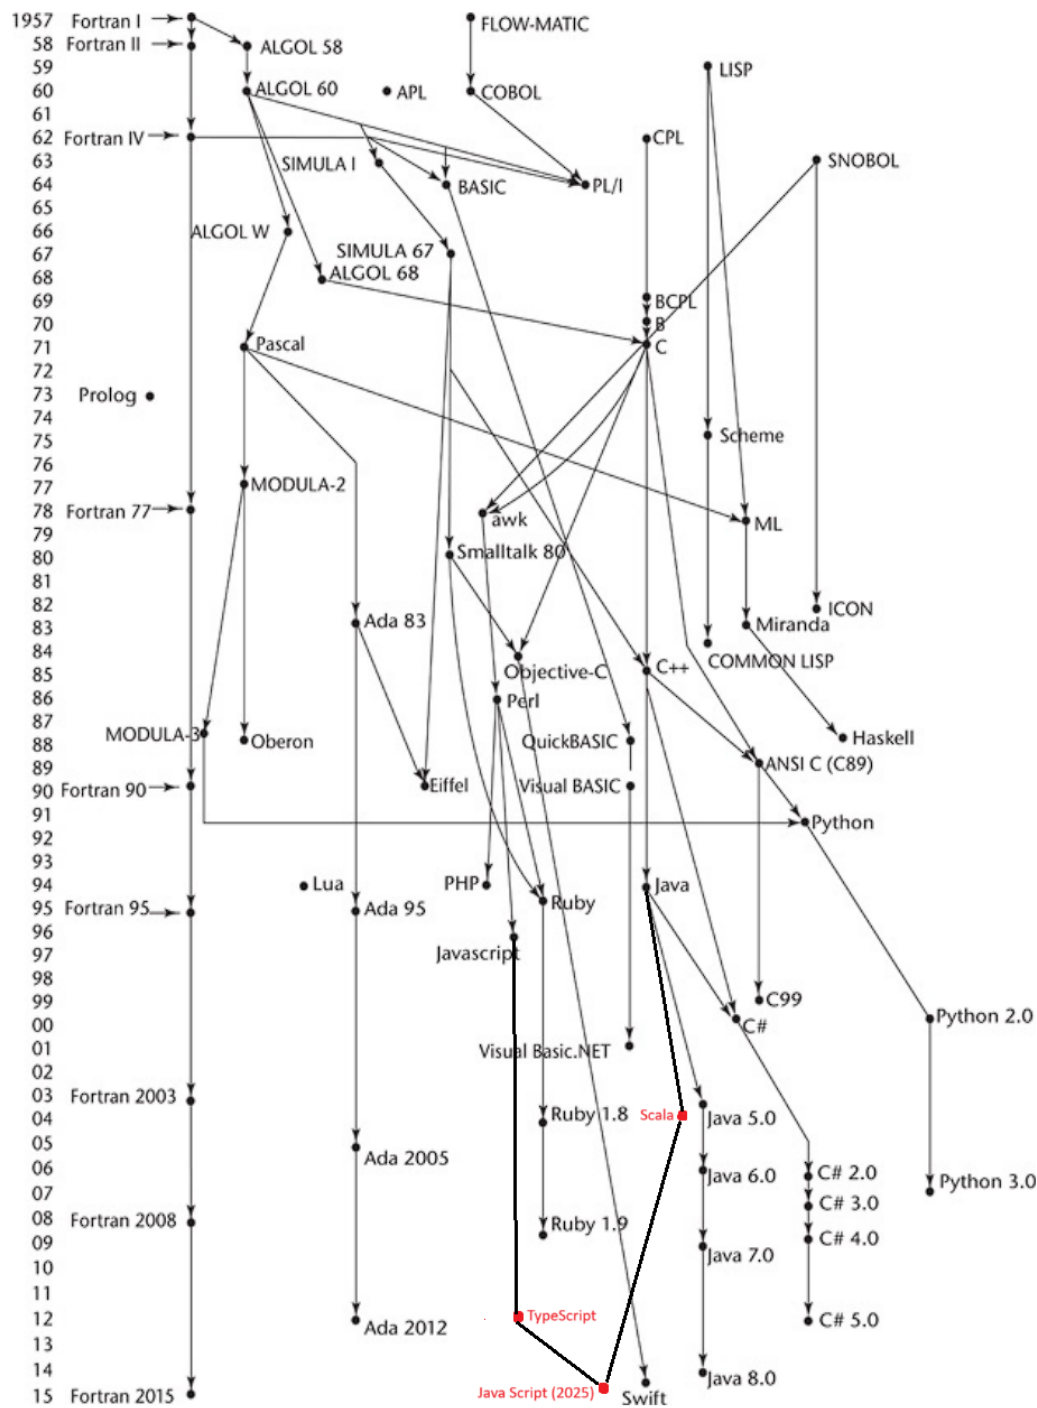 1957 Fortran I FLOW-MATIC
58 Fortran II ALGOL 58
59 LISP
60 ALGOL 60 APL COBOL
61
62 Fortran IV CPL
63 SIMULA I SNOBOL
64 BASIC PL/I
65
66 ALGOL W
67 SIMULA 67
68 ALGOL 68
69 BCPL
70 B
71 Pascal C
72
73 Prolog
74
75 Scheme
76
77 MODULA-2
78 Fortran 77 awk ML
79
80 Smalltalk 80
81
82 ICON
83 Ada 83 Miranda
84 COMMON LISP
85 Objective-C C++
86 Perl
87
88 MODULA-3 Oberon QuickBASIC Haskell
89 ANSI C (C89)
90 Fortran 90 Eiffel Visual BASIC
91 Python
92
93
94 Lua PHP Java
95 Fortran 95 Ada 95 Ruby
96
97 Javascript
98
99 C99
00 C# Python 2.0
01 Visual Basic.NET
02
03 Fortran 2003
04 Ruby 1.8 Scala Java 5.0
05 Ada 2005
06 Java 6.0 C# 2.0
07 C# 3.0 Python 3.0
08 Fortran 2008 Ruby 1.9
09 Java 7.0 C# 4.0
10
11
12 Ada 2012 TypeScript C# 5.0
13
14 Java 8.0
15 Fortran 2015 Java Script (2025) Swift